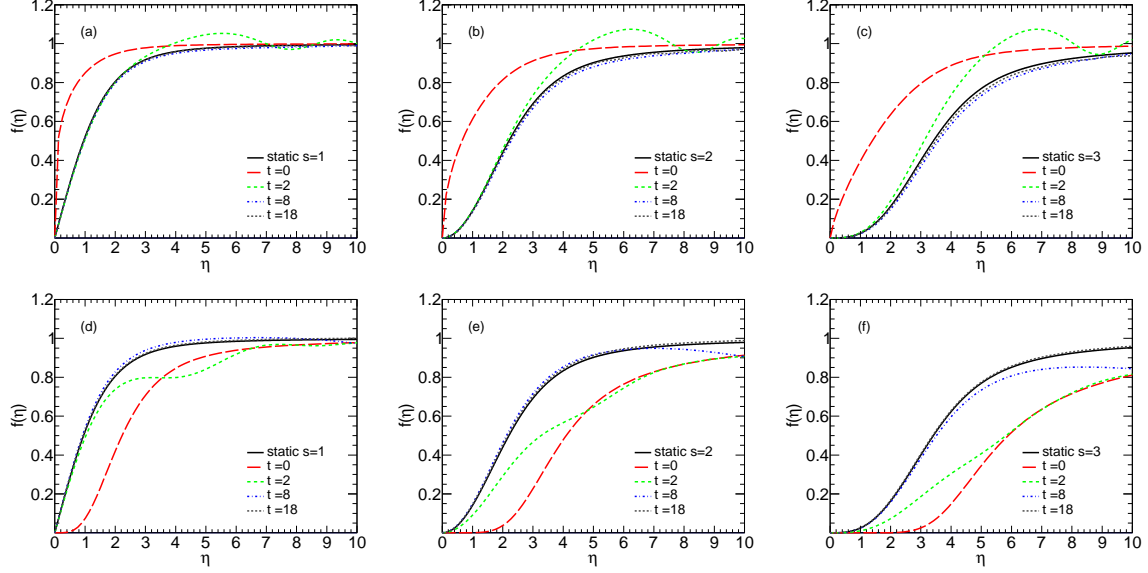 (a)
f(η)
1.2
1
0.8
0.6
0.4
0.2
static s=1
t =0
t =2
t =8
t =18
0 1 2 3 4 5 6 7 8 9 10
η
(b)
f(η)
1.2
1
0.8
0.6
0.4
0.2
static s=2
t =0
t =2
t =8
t =18
0 1 2 3 4 5 6 7 8 9 10
η
(c)
f(η)
1.2
1
0.8
0.6
0.4
0.2
static s=3
t =0
t =2
t =8
t =18
0 1 2 3 4 5 6 7 8 9 10
η
(d)
f(η)
1.2
1
0.8
0.6
0.4
0.2
static s=1
t =0
t =2
t =8
t =18
0 1 2 3 4 5 6 7 8 9 10
η
(e)
f(η)
1.2
1
0.8
0.6
0.4
0.2
static s=2
t =0
t =2
t =8
t =18
0 1 2 3 4 5 6 7 8 9 10
η
(f)
f(η)
1.2
1
0.8
0.6
0.4
0.2
static s=3
t =0
t =2
t =8
t =18
0 1 2 3 4 5 6 7 8 9 10
η